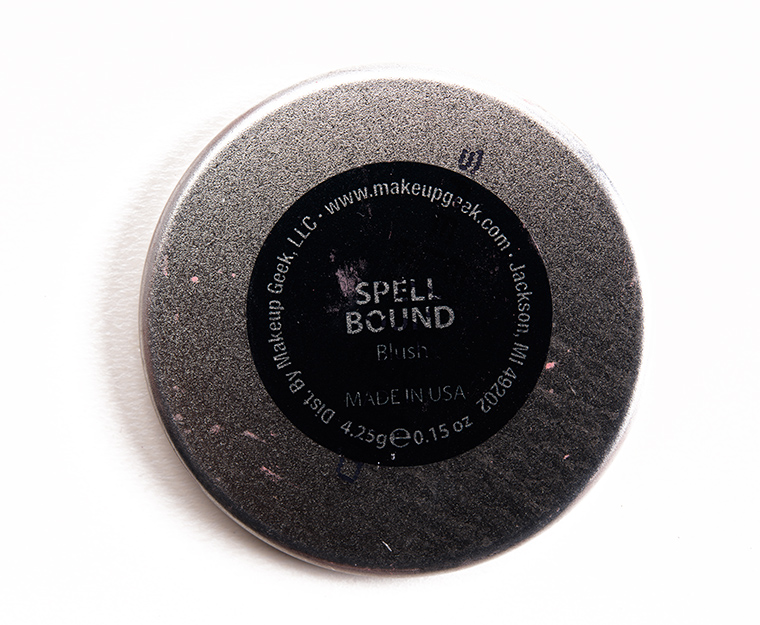 SPELL
BOUND
Blush
MADE IN USA
Dist. By Makeup Geek, LLC · www.makeupgeek.com · Jackson, MI 49202
4.25g℮0.15 oz